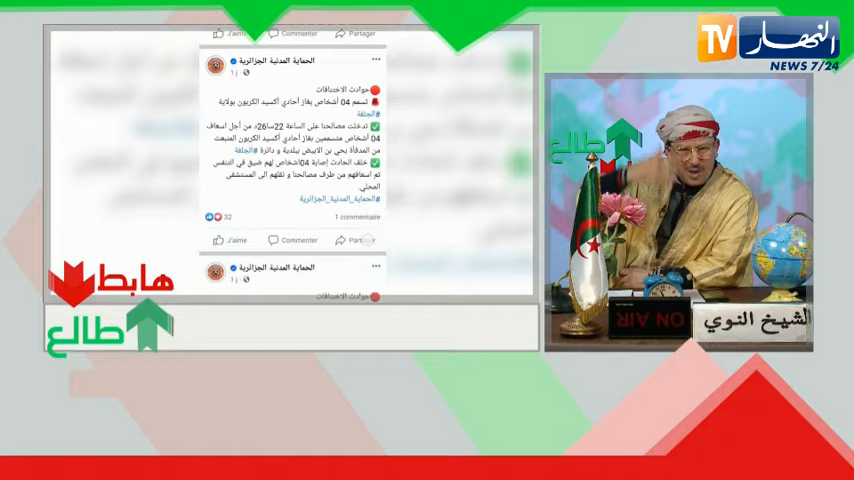 J'aime Commenter Partager
النهار TV
NEWS 7/24
الحماية المدنية الجزائرية
1 ي
🔴حوادث الاختناقات
تسمم 04 أشخاص بغاز أحادي أكسيد الكربون بولاية
#الجلفة
✅ تدخلت مصالحنا على الساعة 22سا26د من أجل اسعاف
04 أشخاص متسممين بغاز أحادي أكسيد الكربون المنبعث
من المدفأة بحي بن الابيض ببلدية و دائرة #الجلفة
✅ خلف الحادث إصابة 04اشخاص لهم ضيق في التنفس
تم اسعافهم من طرف مصالحنا و نقلهم الى المستشفى
المحلي.
#الحماية_المدنية_الجزائرية
32 1 commentaire
J'aime Commenter Partager
الحماية المدنية الجزائرية
1 ي
🔴حوادث الاختناقات
هابط
طالع
طالع
ON AIR
الشيخ النوي